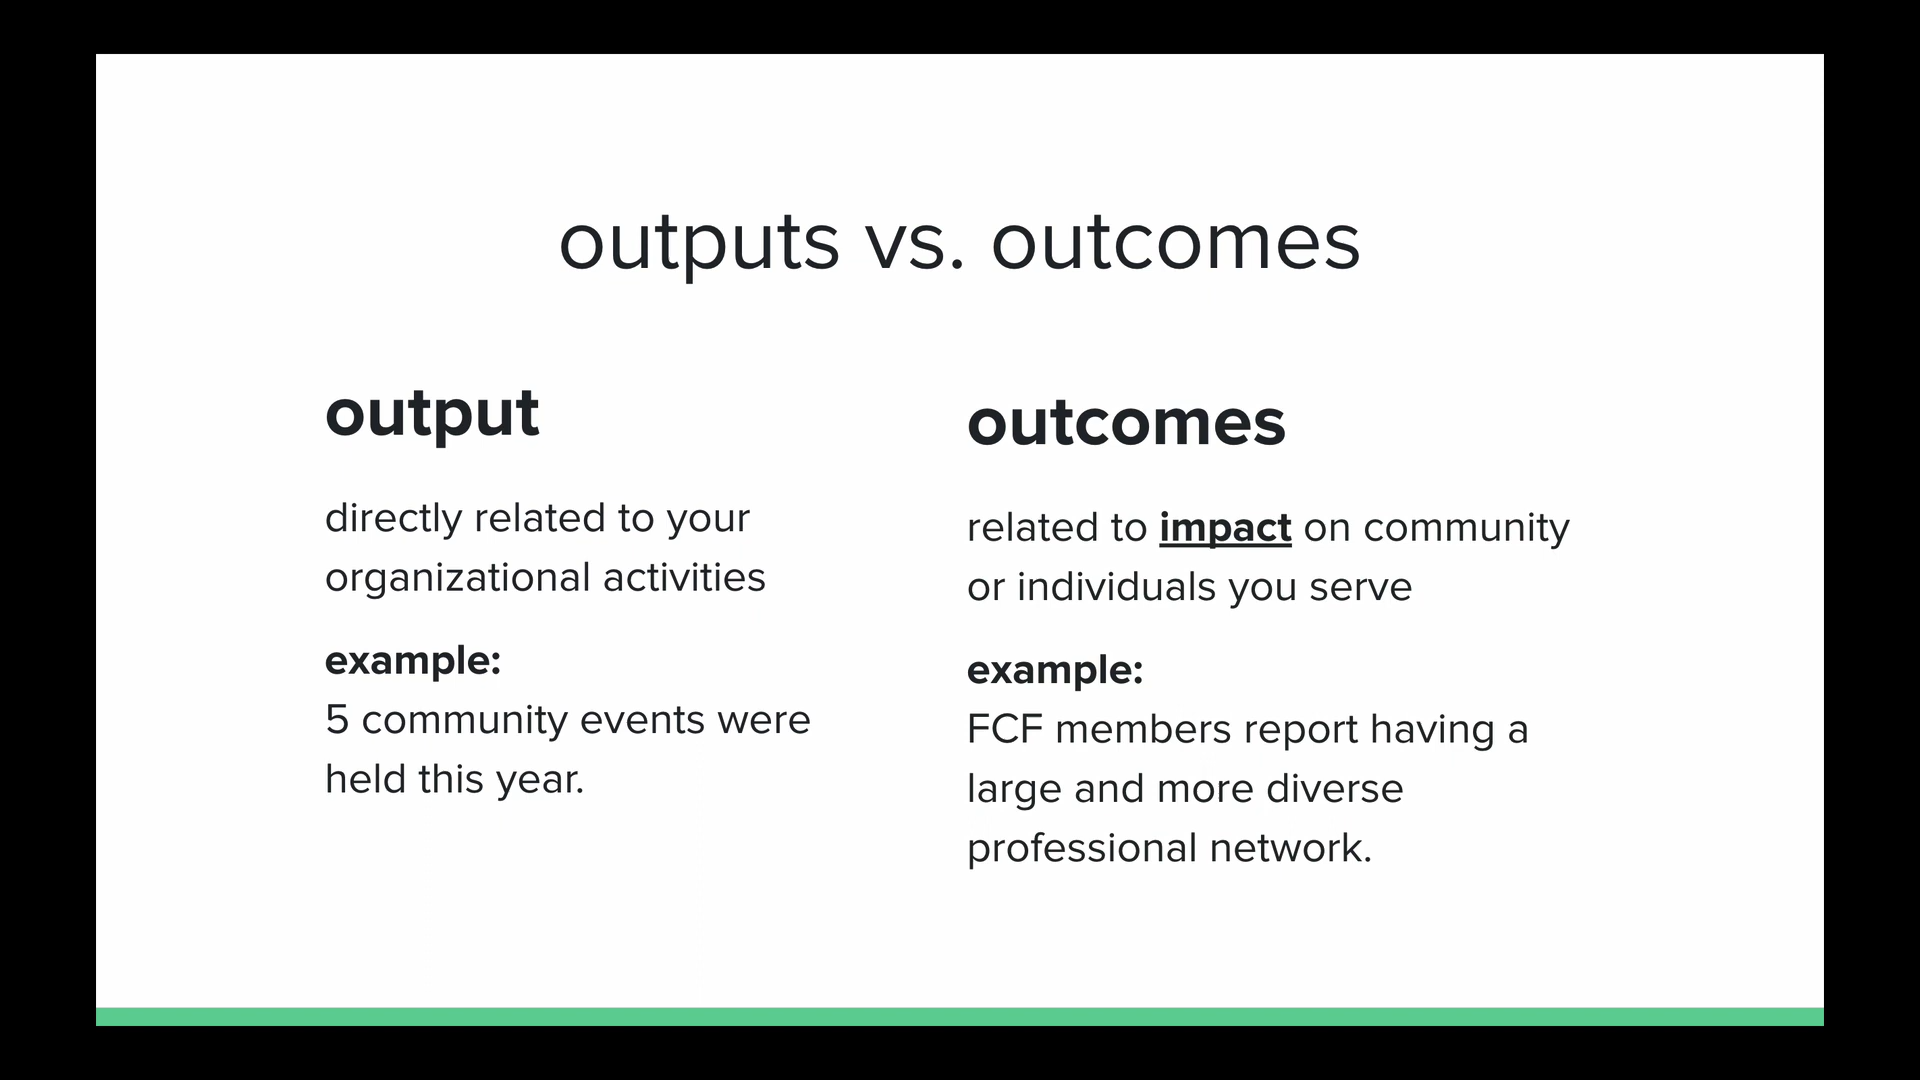 outputs vs. outcomes
output
directly related to your
organizational activities
example:
5 community events were
held this year.
outcomes
related to impact on community
or individuals you serve
example:
FCF members report having a
large and more diverse
professional network.